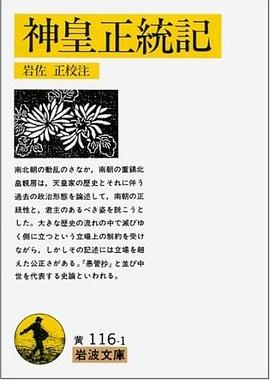 神皇正統記
岩佐 正校注
南北朝の動乱のさなか，南朝の重鎮北
畠親房は，天皇家の歴史とそれに伴う
過去の政治形態を論述して，南朝の正
統性と，君主のあるべき姿を説こうと
した。大きな歴史の流れの中で滅びゆ
く側に立つという立場上の制約を受け
ながら，しかしその記述には立場を超
えた公正さがある。『愚管抄』と並び中
世を代表する史論といわれる。
黄 116-1
岩波文庫